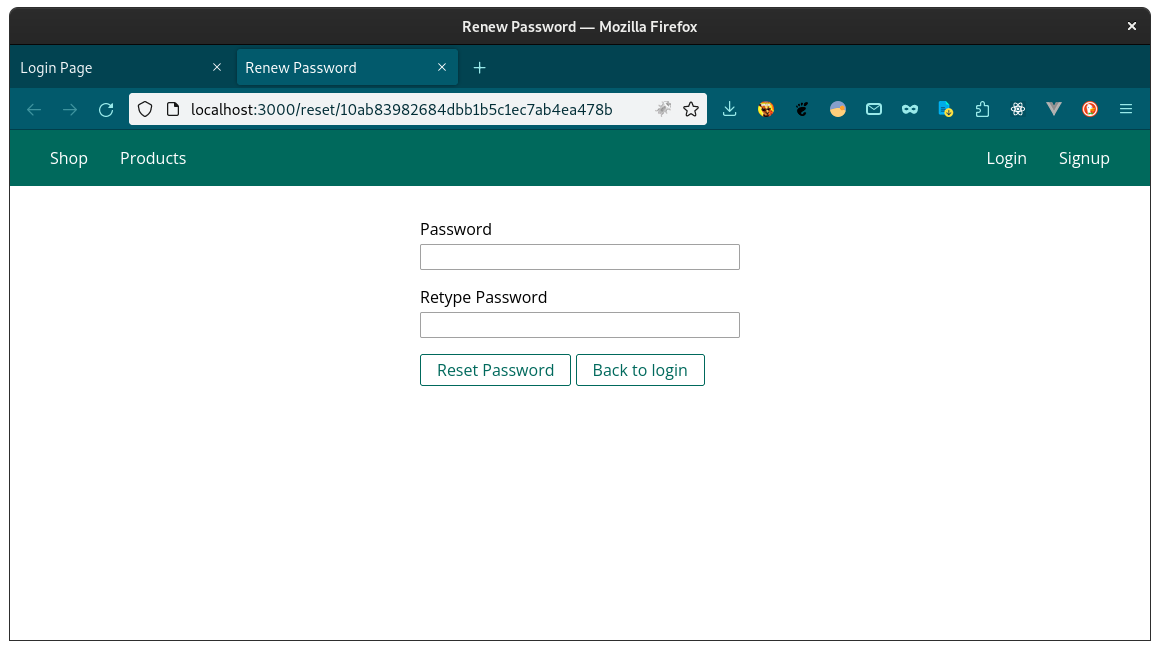 Renew Password — Mozilla Firefox
Login Page
Renew Password
localhost:3000/reset/10ab83982684dbb1b5c1ec7ab4ea478b
Shop Products Login Signup
Password
Retype Password
Reset Password Back to login